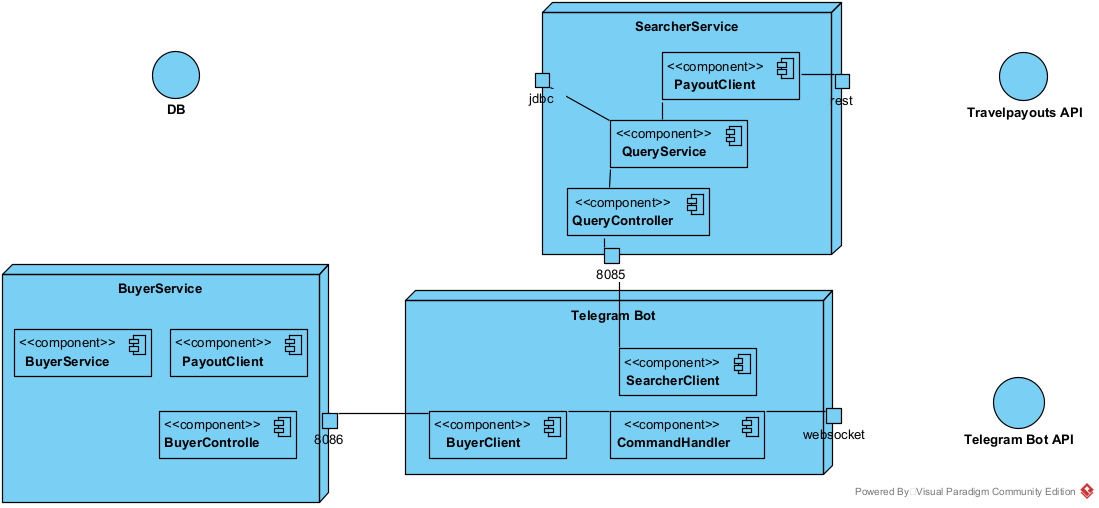 SearcherService
<<component>>
PayoutClient
jdbc
rest
DB
Travelpayouts API
<<component>>
QueryService
<<component>>
QueryController
8085
BuyerService
Telegram Bot
<<component>>
BuyerService
<<component>>
PayoutClient
<<component>>
SearcherClient
<<component>>
BuyerControlle
8086
<<component>>
BuyerClient
<<component>>
CommandHandler
websocket
Telegram Bot API
Powered By Visual Paradigm Community Edition